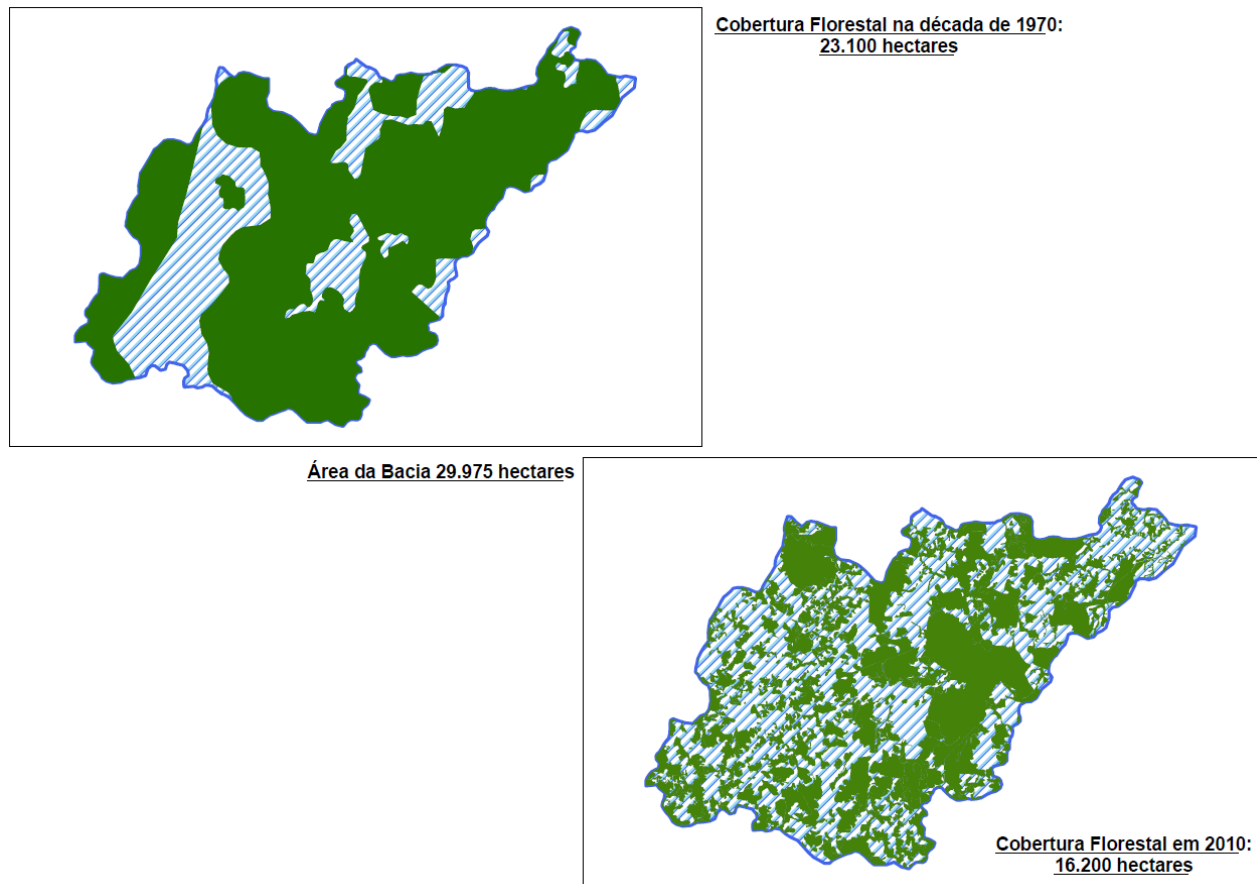 Cobertura Florestal na década de 1970:
23.100 hectares
Área da Bacia 29.975 hectares
Cobertura Florestal em 2010:
16.200 hectares